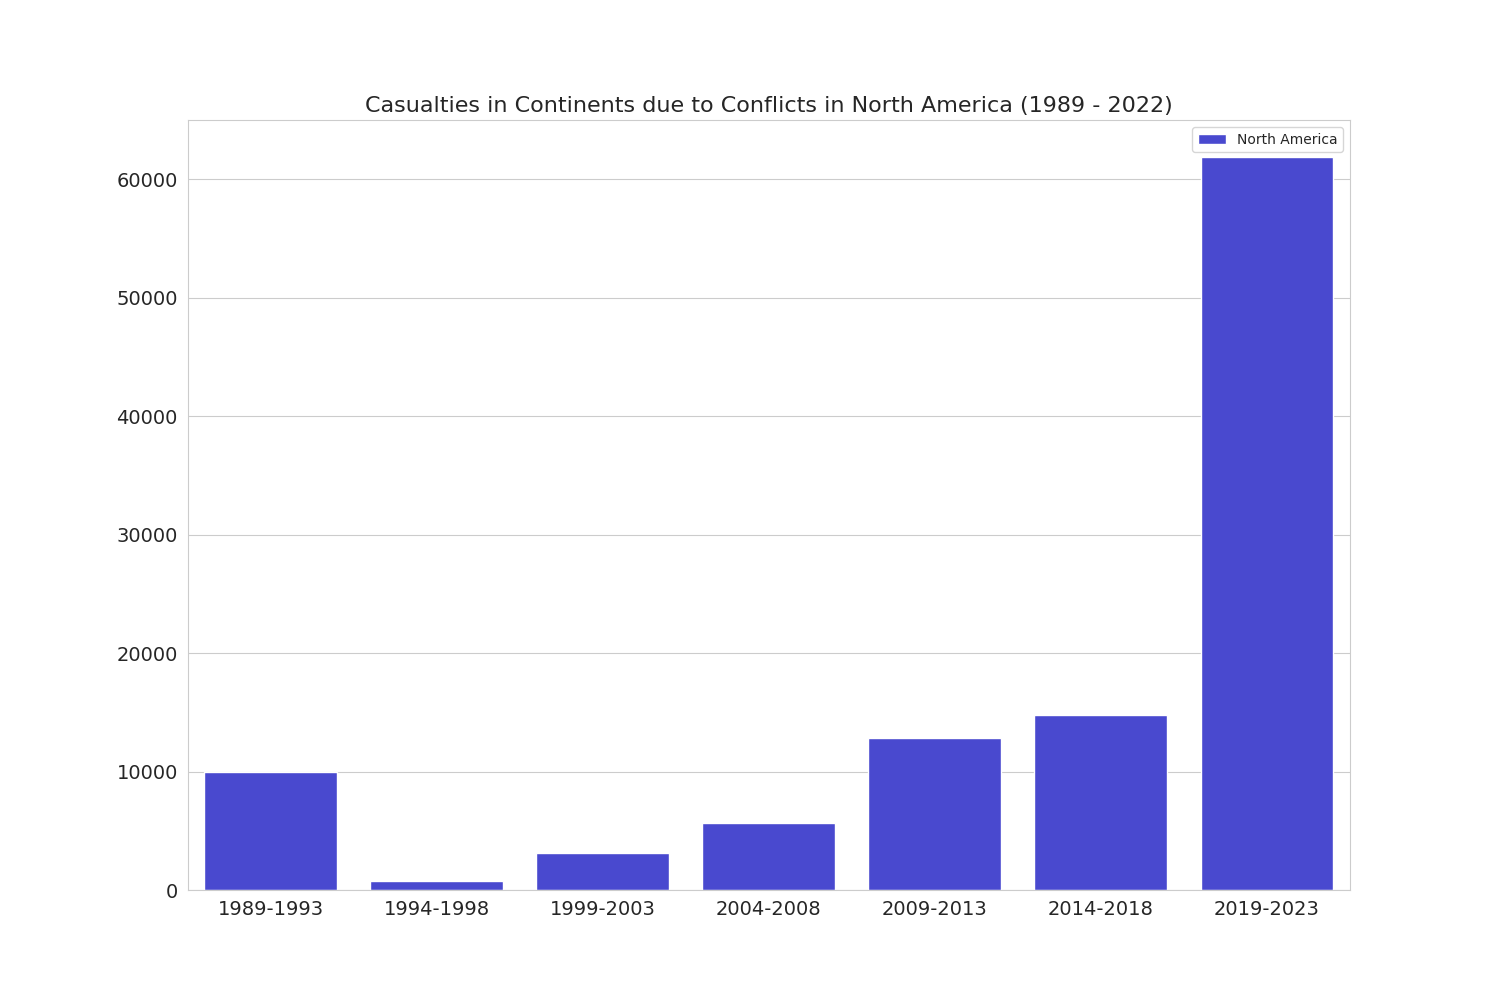 Casualties in Continents due to Conflicts in North America (1989 - 2022)
North America
60000
50000
40000
30000
20000
10000
0
1989-1993 1994-1998 1999-2003 2004-2008 2009-2013 2014-2018 2019-2023